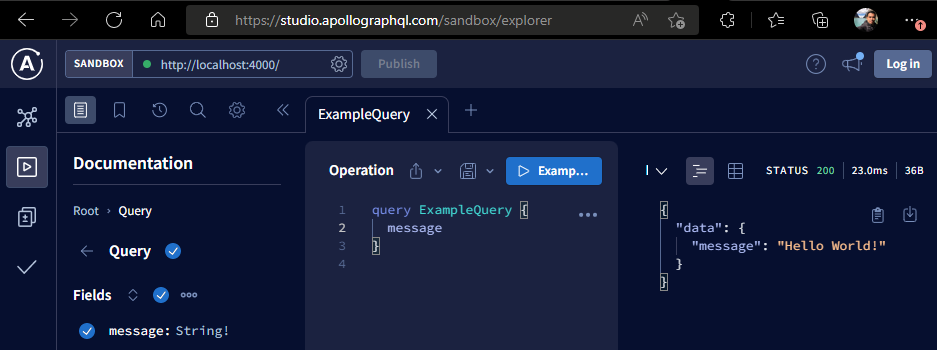 https://studio.apollographql.com/sandbox/explorer
SANDBOX http://localhost:4000/ Publish Log in
ExampleQuery
Documentation
Root › Query
Query
Fields
message: String!
Operation Examp...
1 query ExampleQuery {
2 message
3 }
4
STATUS 200 23.0ms 36B
{
"data": {
"message": "Hello World!"
}
}